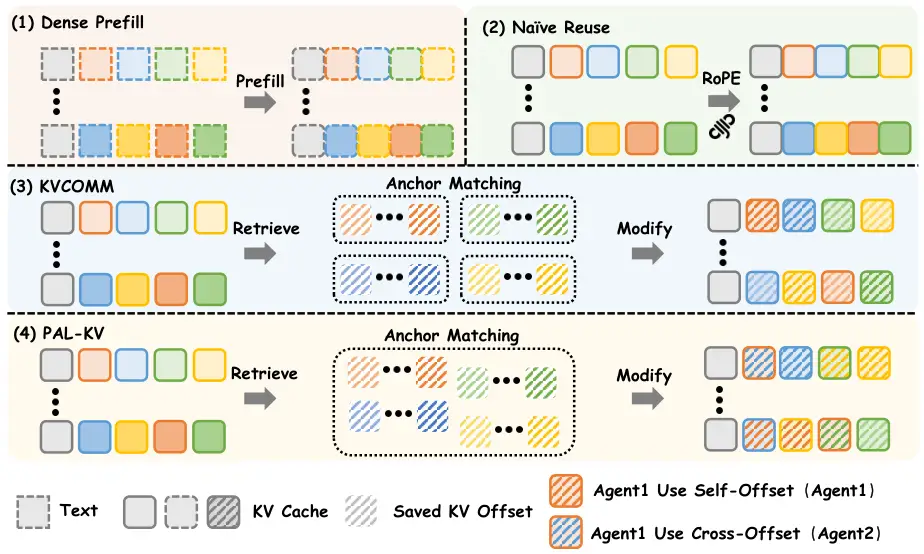 (1) Dense Prefill
Prefill
(2) Naïve Reuse
RoPE
(3) KVCOMM
Anchor Matching
Retrieve
Modify
(4) PAL-KV
Anchor Matching
Retrieve
Modify
Text
KV Cache
Saved KV Offset
Agent1 Use Self-Offset (Agent1)
Agent1 Use Cross-Offset (Agent2)